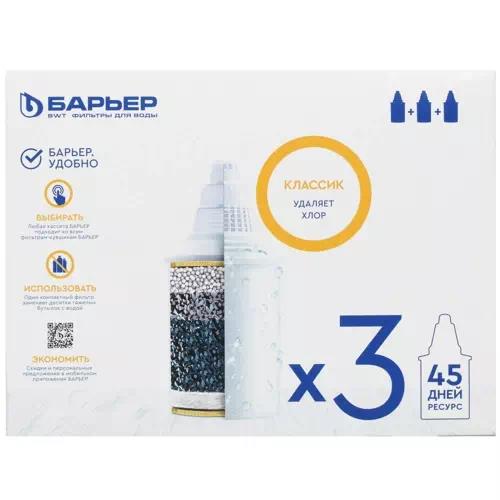 БАРЬЕР
BWT ФИЛЬТРЫ ДЛЯ ВОДЫ
+ +
БАРЬЕР.
УДОБНО
ВЫБИРАТЬ
Любая кассета БАРЬЕР
подходит ко всем
фильтрам-кувшинам БАРЬЕР
ИСПОЛЬЗОВАТЬ
Один компактный фильтр
заменяет десятки тяжелых
бутылок с водой
ЭКОНОМИТЬ
Скидки и персональные
предложения в мобильном
приложении БАРЬЕР
КЛАССИК
УДАЛЯЕТ
ХЛОР
x3
45
ДНЕЙ
РЕСУРС